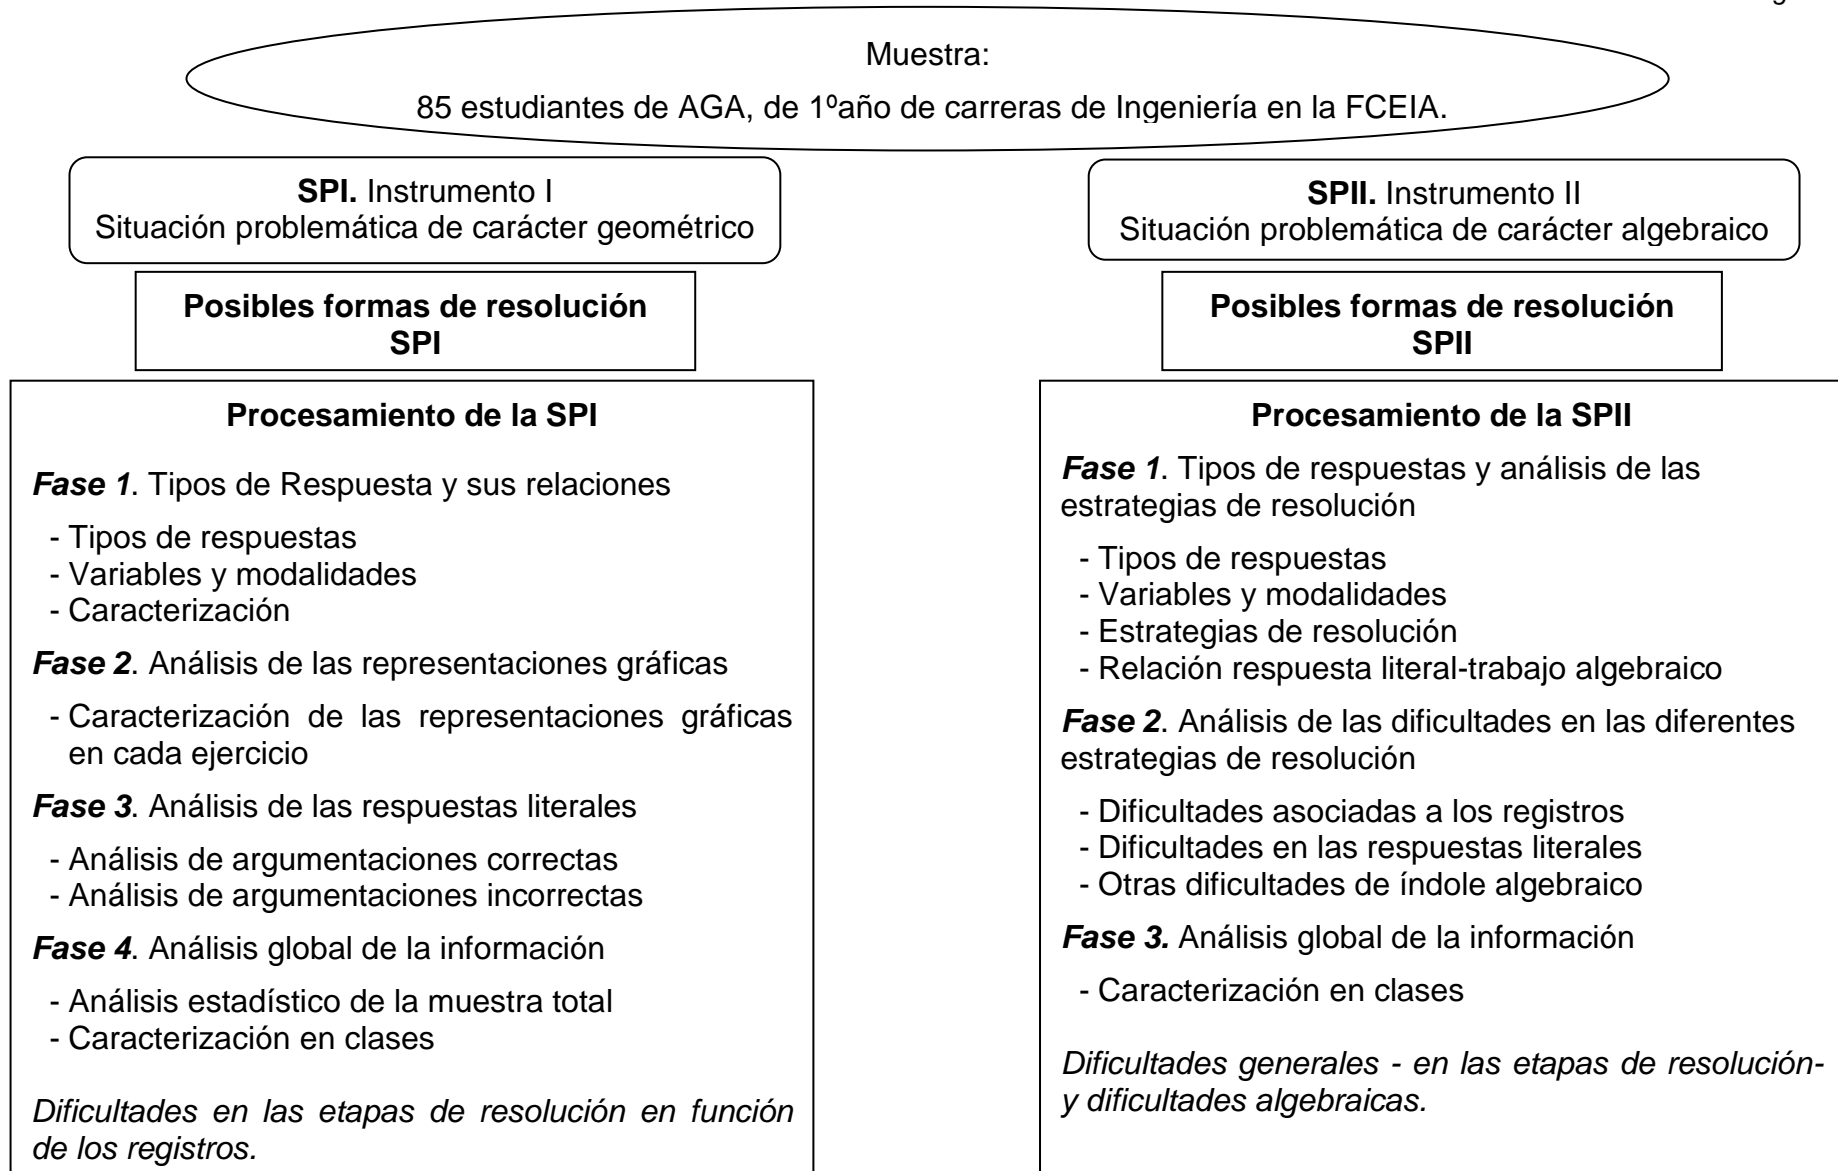 Muestra:
85 estudiantes de AGA, de 1ºaño de carreras de Ingeniería en la FCEIA.
SPI. Instrumento I
Situación problemática de carácter geométrico
Posibles formas de resolución
SPI
Procesamiento de la SPI
Fase 1. Tipos de Respuesta y sus relaciones
- Tipos de respuestas
- Variables y modalidades
- Caracterización
Fase 2. Análisis de las representaciones gráficas
- Caracterización de las representaciones gráficas
en cada ejercicio
Fase 3. Análisis de las respuestas literales
- Análisis de argumentaciones correctas
- Análisis de argumentaciones incorrectas
Fase 4. Análisis global de la información
- Análisis estadístico de la muestra total
- Caracterización en clases
Dificultades en las etapas de resolución en función
de los registros.
SPII. Instrumento II
Situación problemática de carácter algebraico
Posibles formas de resolución
SPII
Procesamiento de la SPII
Fase 1. Tipos de respuestas y análisis de las
estrategias de resolución
- Tipos de respuestas
- Variables y modalidades
- Estrategias de resolución
- Relación respuesta literal-trabajo algebraico
Fase 2. Análisis de las dificultades en las diferentes
estrategias de resolución
- Dificultades asociadas a los registros
- Dificultades en las respuestas literales
- Otras dificultades de índole algebraico
Fase 3. Análisis global de la información
- Caracterización en clases
Dificultades generales - en las etapas de resolución-
y dificultades algebraicas.